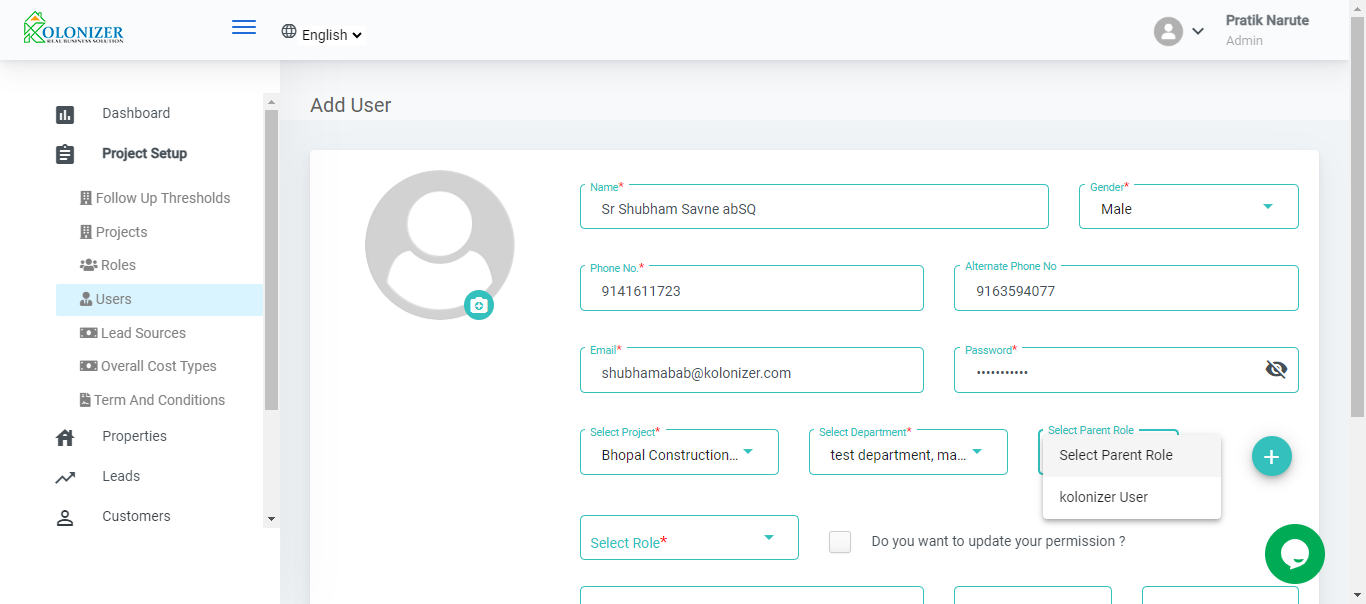 KOLONIZER
REAL BUSINESS SOLUTION
English
Pratik Narute
Admin
Dashboard
Project Setup
Follow Up Thresholds
Projects
Roles
Users
Lead Sources
Overall Cost Types
Term And Conditions
Properties
Leads
Customers
Add User
Name*
Sr Shubham Savne abSQ
Gender*
Male
Phone No.*
9141611723
Alternate Phone No
9163594077
Email*
shubhamabab@kolonizer.com
Password*
•••••••••••
Select Project*
Bhopal Construction...
Select Department*
test department, ma...
Select Parent Role
Select Parent Role
kolonizer User
Select Role*
Do you want to update your permission ?